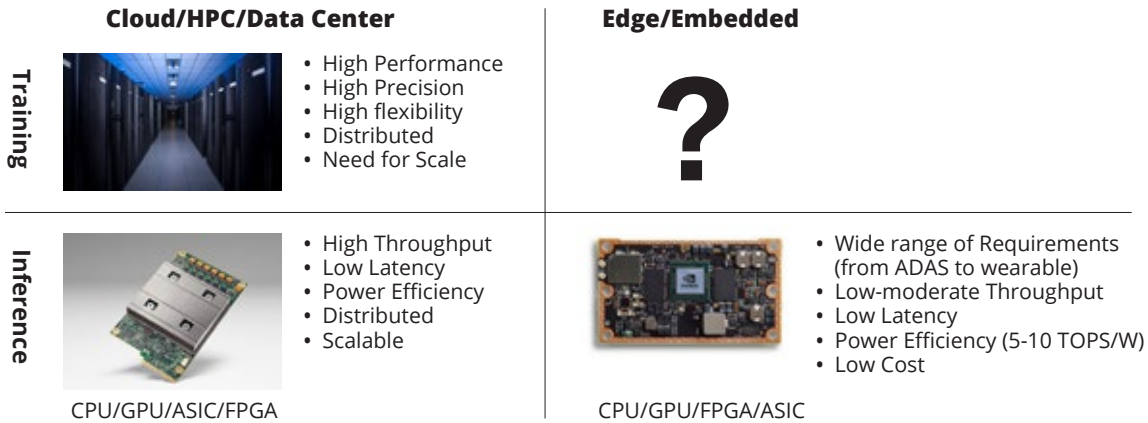 Cloud/HPC/Data Center
Edge/Embedded
Training
• High Performance
• High Precision
• High flexibility
• Distributed
• Need for Scale
?
Inference
• High Throughput
• Low Latency
• Power Efficiency
• Distributed
• Scalable
CPU/GPU/ASIC/FPGA
• Wide range of Requirements
(from ADAS to wearable)
• Low-moderate Throughput
• Low Latency
• Power Efficiency (5-10 TOPS/W)
• Low Cost
CPU/GPU/FPGA/ASIC